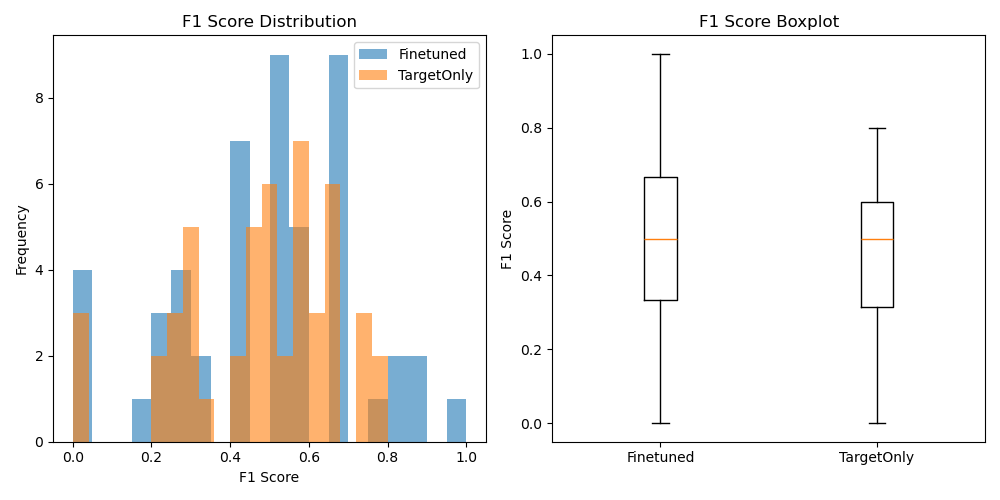 F1 Score Distribution
Finetuned
TargetOnly
8
6
4
2
0
Frequency
0.0 0.2 0.4 0.6 0.8 1.0
F1 Score
F1 Score Boxplot
1.0
0.8
0.6
0.4
0.2
0.0
F1 Score
Finetuned TargetOnly